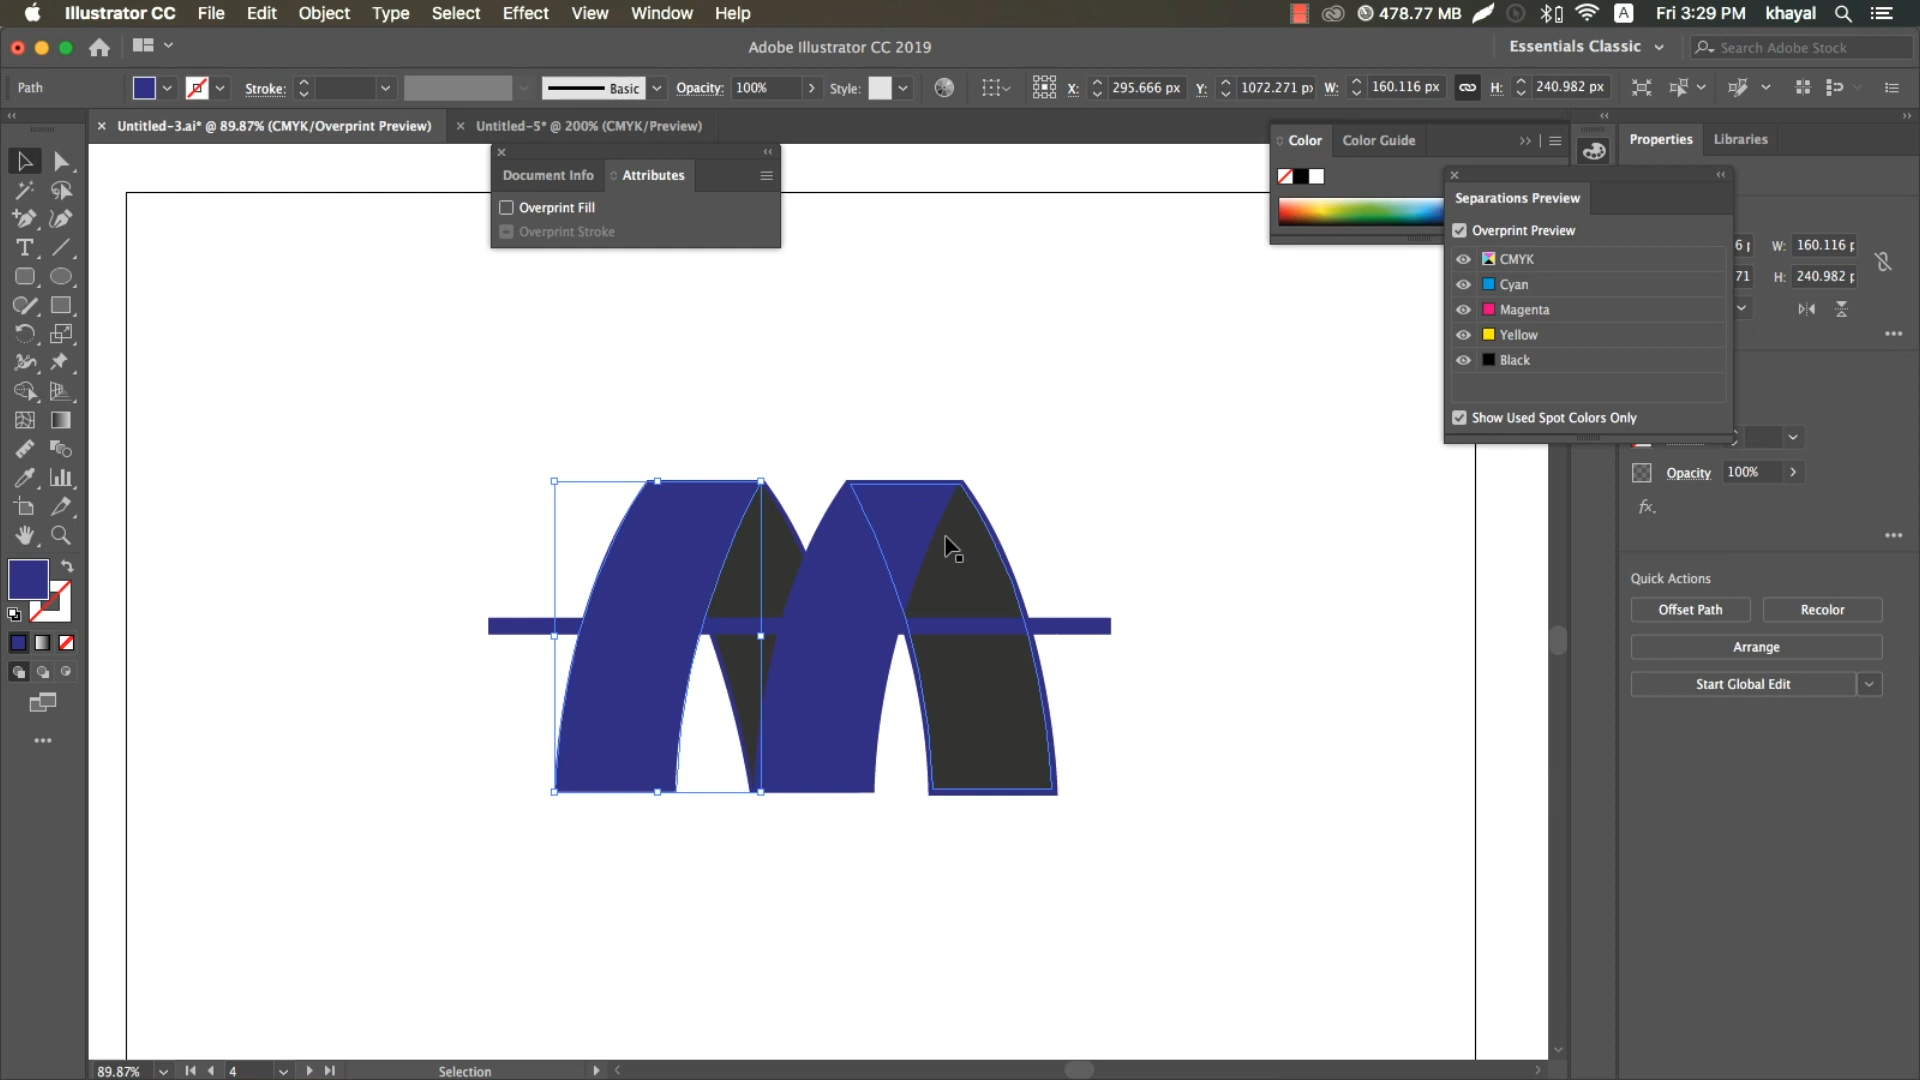 Illustrator CC File Edit Object Type Select Effect View Window Help
478.77 MB A Fri 3:29 PM khayal
Adobe Illustrator CC 2019
Essentials Classic
Search Adobe Stock
Path Stroke: Basic Opacity: 100% Style: X: 295.666 px Y: 1072.271 p W: 160.116 px H: 240.982 px
Untitled-3.ai* @ 89.87% (CMYK/Overprint Preview)
Untitled-5* @ 200% (CMYK/Preview)
Document Info
Attributes
Overprint Fill
Overprint Stroke
Color
Color Guide
Separations Preview
Overprint Preview
CMYK
Cyan
Magenta
Yellow
Black
Show Used Spot Colors Only
Properties
Libraries
W: 160.116
71 H: 240.982
Opacity 100%
fx.
Quick Actions
Offset Path
Recolor
Arrange
Start Global Edit
89.87% 4 Selection